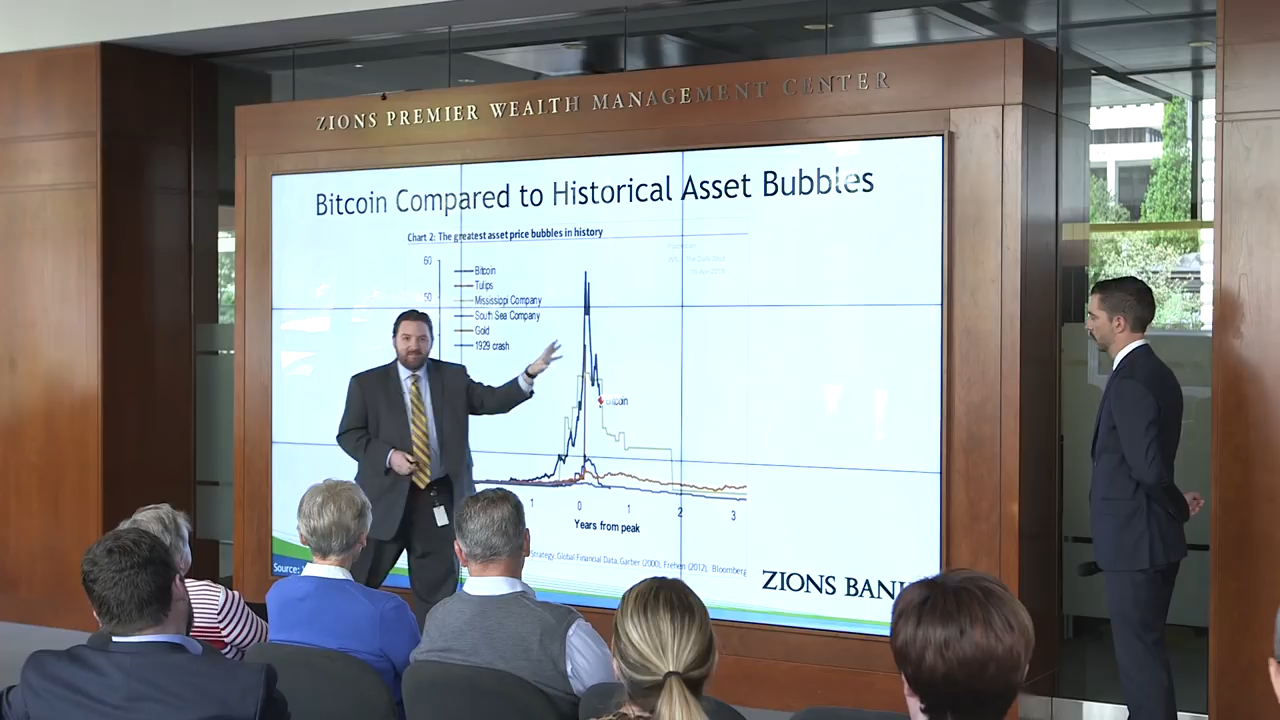 ZIONS PREMIER WEALTH MANAGEMENT CENTER
Bitcoin Compared to Historical Asset Bubbles
Chart 2: The greatest asset price bubbles in history
60
50
Bitcoin
Tulips
Mississippi Company
South Sea Company
Gold
1929 crash
Bitcoin
1 0 1 2 3
Years from peak
Source:
Strategy, Global Financial Data, Garber (2000), Frehen (2012), Bloomberg
ZIONS BANK